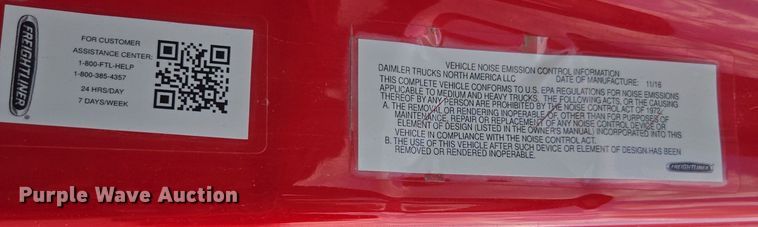 FREIGHTLINER
FOR CUSTOMER
ASSISTANCE CENTER:
1-800-FTL-HELP
1-800-385-4357
24 HRS/DAY
7 DAYS/WEEK
VEHICLE NOISE EMISSION CONTROL INFORMATION
DAIMLER TRUCKS NORTH AMERICA LLC DATE OF MANUFACTURE: 11/16
THIS COMPLETE VEHICLE CONFORMS TO U.S. EPA REGULATIONS FOR NOISE EMISSIONS
APPLICABLE TO MEDIUM AND HEAVY TRUCKS. THE FOLLOWING ACTS, OR THE CAUSING
THEREOF BY ANY PERSON ARE PROHIBITED BY THE NOISE CONTROL ACT OF 1972:
A. THE REMOVAL OR RENDERING INOPERABLE OF, OTHER THAN FOR PURPOSES OF
MAINTENANCE, REPAIR OR REPLACEMENT OF ANY NOISE CONTROL DEVICE OR
ELEMENT OF DESIGN (LISTED IN THE OWNER'S MANUAL) INCORPORATED INTO THIS
VEHICLE IN COMPLIANCE WITH THE NOISE CONTROL ACT.
B. THE USE OF THIS VEHICLE AFTER SUCH DEVICE OR ELEMENT OF DESIGN HAS BEEN
REMOVED OR RENDERED INOPERABLE.
FREIGHTLINER
Purple Wave Auction